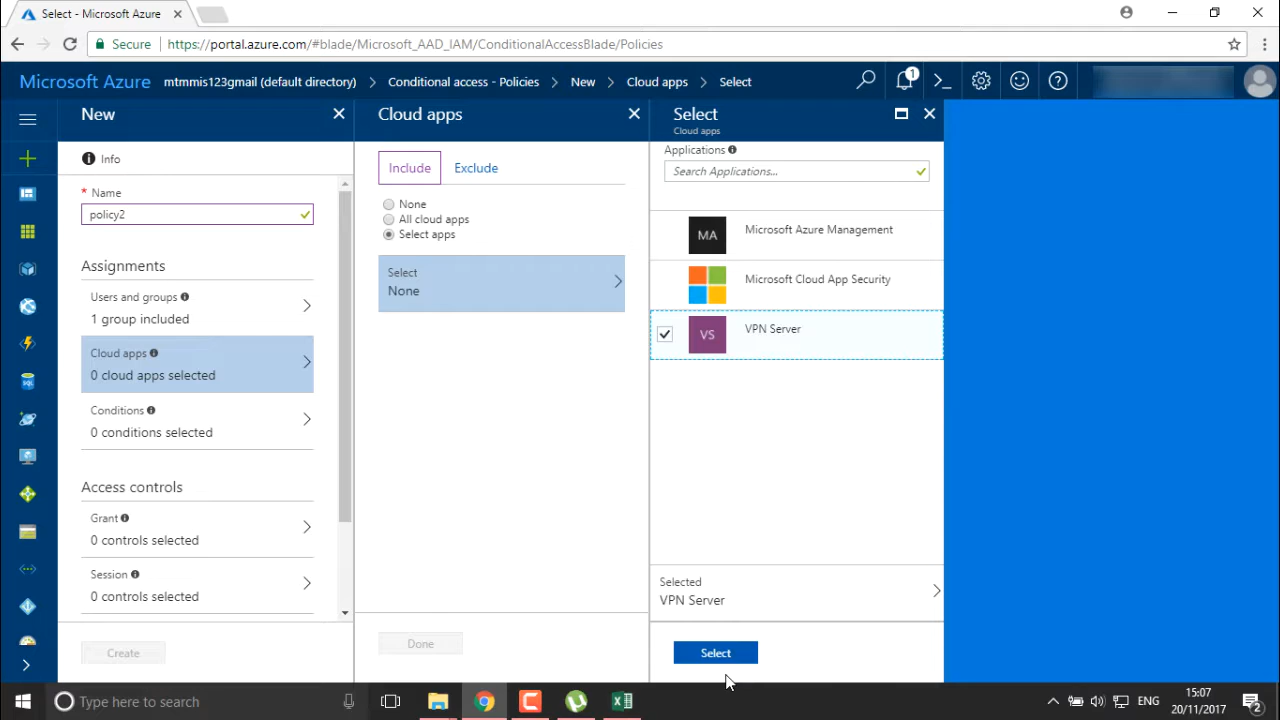 Select - Microsoft Azure
Secure https://portal.azure.com/#blade/Microsoft_AAD_IAM/ConditionalAccessBlade/Policies
Microsoft Azure mtmmis123gmail (default directory) Conditional access - Policies New Cloud apps Select 1
New
Info
* Name
policy2
Assignments
Users and groups
1 group included
Cloud apps
0 cloud apps selected
Conditions
0 conditions selected
Access controls
Grant
0 controls selected
Session
0 controls selected
Create
Cloud apps
Include Exclude
None
All cloud apps
Select apps
Select
None
Done
Select
Cloud apps
Applications
Search Applications...
MA Microsoft Azure Management
Microsoft Cloud App Security
VS VPN Server
Selected
VPN Server
Select
SQL
Type here to search
ENG
15:07
20/11/2017
2